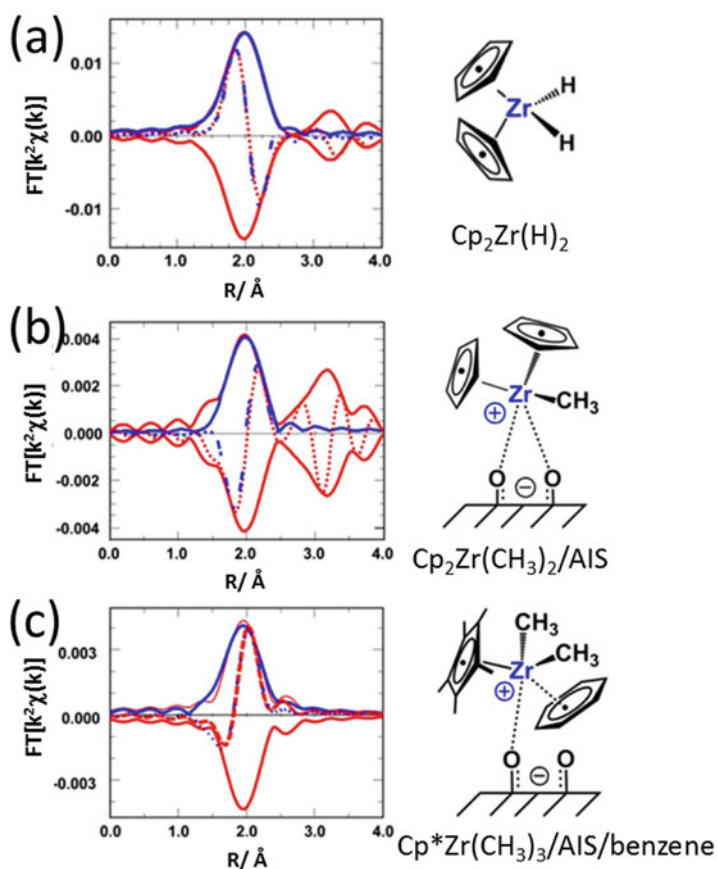 (a)
FT[k²χ(k)]
0.01
0.00
-0.01
0.0 1.0 2.0 3.0 4.0
R/ Å
Zr
H
H
Cp₂Zr(H)₂
(b)
FT[k²χ(k)]
0.004
0.002
0.000
-0.002
-0.004
0.0 1.0 2.0 3.0 4.0
R/ Å
Zr
CH₃
⊕
O ⊖ O
Cp₂Zr(CH₃)₂/AlS
(c)
FT[k²χ(k)]
0.003
0.000
-0.003
0.0 1.0 2.0 3.0 4.0
R/ Å
CH₃
Zr CH₃
⊕
O ⊖ O
Cp*Zr(CH₃)₃/AlS/benzene